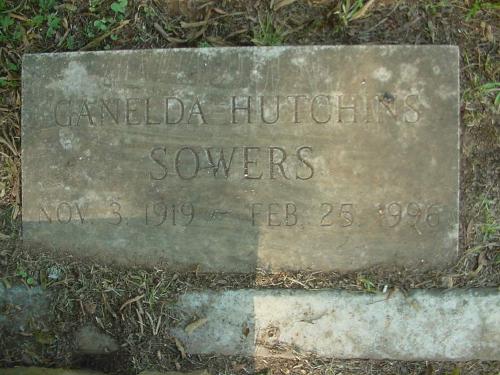 GANELDA HUTCHINS
SOWERS
NOV. 3, 1919 – FEB. 25, 1996